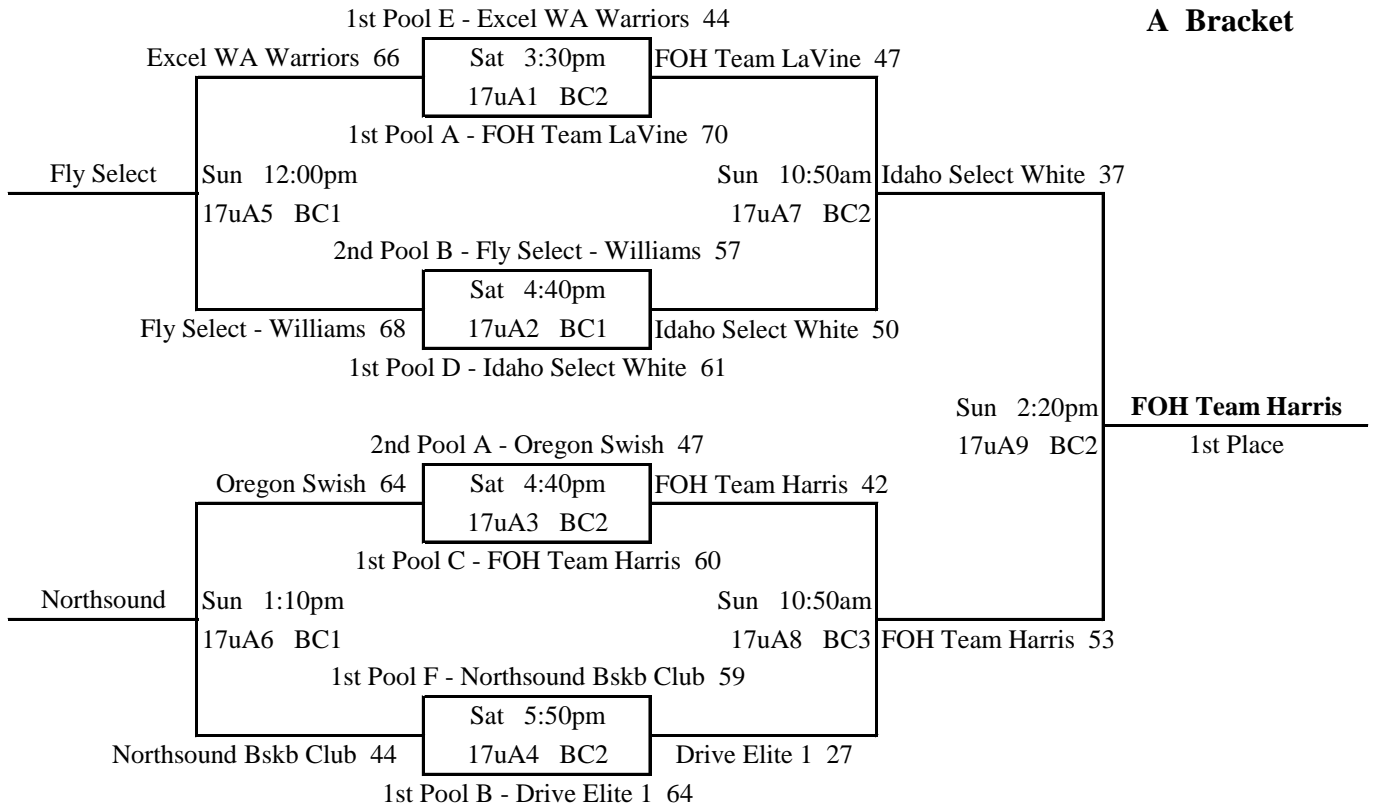 A Bracket
1st Pool E - Excel WA Warriors 44
Excel WA Warriors 66
Sat 3:30pm
FOH Team LaVine 47
17uA1 BC2
1st Pool A - FOH Team LaVine 70
Fly Select
Sun 12:00pm
17uA5 BC1
Sun 10:50am
17uA7 BC2
Idaho Select White 37
2nd Pool B - Fly Select - Williams 57
Sat 4:40pm
Fly Select - Williams 68
17uA2 BC1
Idaho Select White 50
1st Pool D - Idaho Select White 61
Sun 2:20pm
17uA9 BC2
FOH Team Harris
1st Place
2nd Pool A - Oregon Swish 47
Oregon Swish 64
Sat 4:40pm
FOH Team Harris 42
17uA3 BC2
1st Pool C - FOH Team Harris 60
Northsound
Sun 1:10pm
17uA6 BC1
Sun 10:50am
17uA8 BC3
FOH Team Harris 53
1st Pool F - Northsound Bskb Club 59
Sat 5:50pm
Northsound Bskb Club 44
17uA4 BC2
Drive Elite 1 27
1st Pool B - Drive Elite 1 64